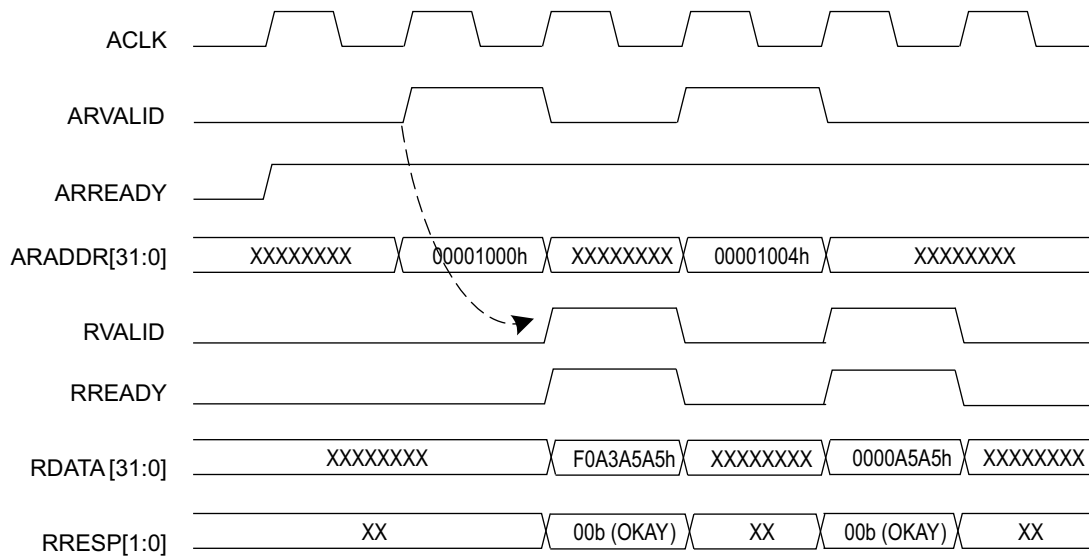 ACLK
ARVALID
ARREADY
ARADDR[31:0] XXXXXXXX 00001000h XXXXXXXX 00001004h XXXXXXXX
RVALID
RREADY
RDATA [31:0] XXXXXXXX F0A3A5A5h XXXXXXXX 0000A5A5h XXXXXXXX
RRESP[1:0] XX 00b (OKAY) XX 00b (OKAY) XX